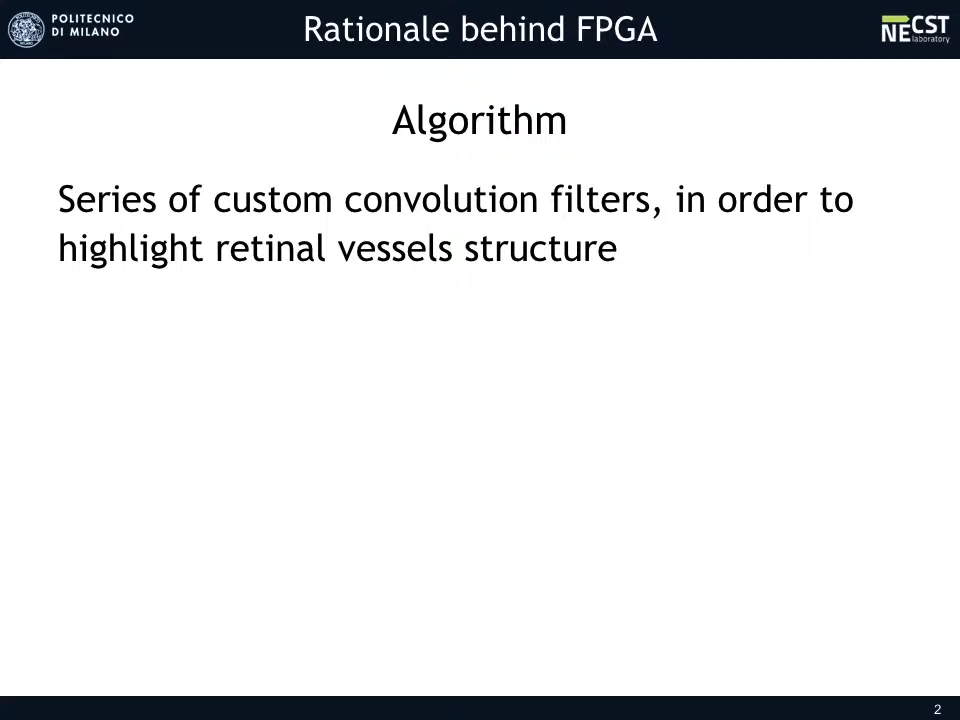 POLITECNICO
DI MILANO
Rationale behind FPGA
NECST
laboratory
Algorithm
Series of custom convolution filters, in order to
highlight retinal vessels structure
2